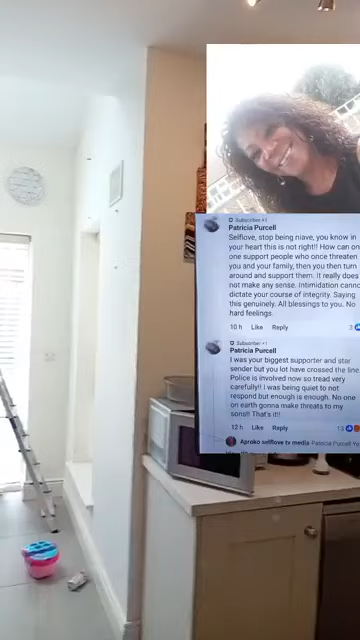 Subscriber +1
Patricia Purcell
Selflove, stop being niave, you know in
your heart this is not right!! How can
one support people who once threaten
you and your family, then you then turn
around and support them. It really does
not make any sense. Intimidation
dictate your course of integrity. Saying
this genuinely. All blessings to you. No
hard feelings.
10 h Like Reply 3
Subscriber +1
Patricia Purcell
I was your biggest supporter and star
sender but you lot have crossed the line.
Police is involved now so tread very
carefully!! I was being quiet to not
respond but enough is enough. No one
on earth gonna make threats to my
sons!! That's it!!
12 h Like Reply 13
Aproko selflove tv media Patricia Purcell